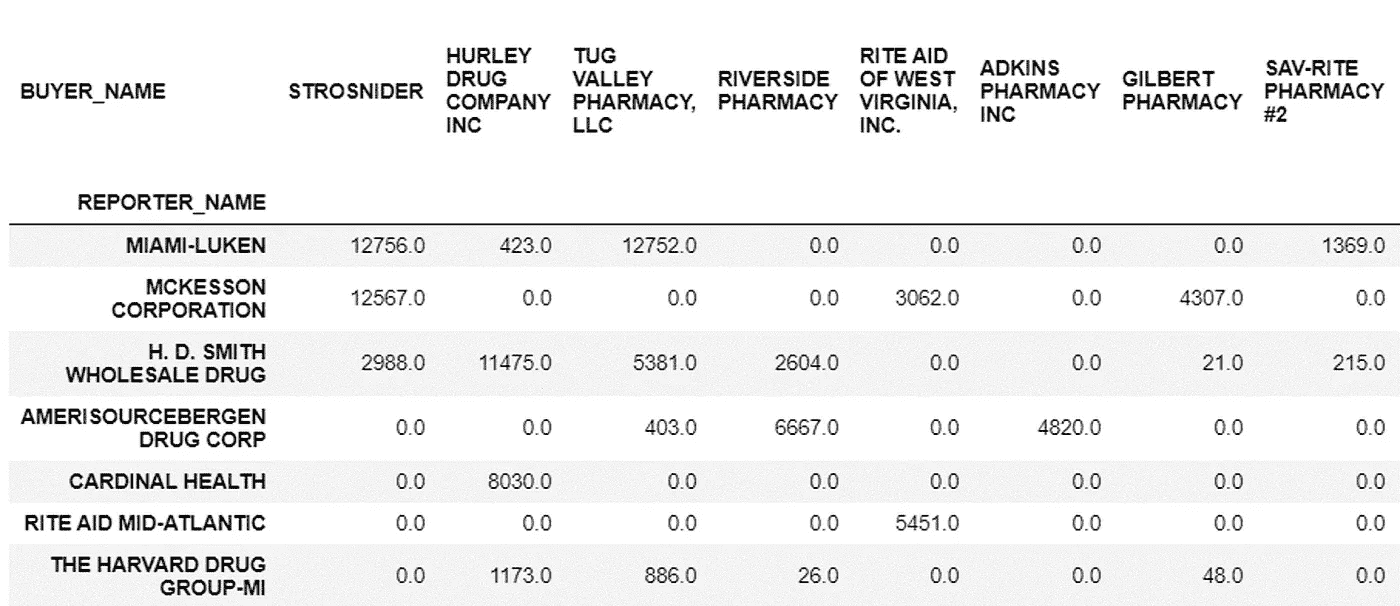 BUYER_NAME STROSNIDER HURLEY DRUG COMPANY INC TUG VALLEY PHARMACY, LLC RIVERSIDE PHARMACY RITE AID OF WEST VIRGINIA, INC. ADKINS PHARMACY INC GILBERT PHARMACY SAV-RITE PHARMACY #2
REPORTER_NAME
MIAMI-LUKEN 12756.0 423.0 12752.0 0.0 0.0 0.0 0.0 1369.0
MCKESSON CORPORATION 12567.0 0.0 0.0 0.0 3062.0 0.0 4307.0 0.0
H. D. SMITH WHOLESALE DRUG 2988.0 11475.0 5381.0 2604.0 0.0 0.0 21.0 215.0
AMERISOURCEBERGEN DRUG CORP 0.0 0.0 403.0 6667.0 0.0 4820.0 0.0 0.0
CARDINAL HEALTH 0.0 8030.0 0.0 0.0 0.0 0.0 0.0 0.0
RITE AID MID-ATLANTIC 0.0 0.0 0.0 0.0 5451.0 0.0 0.0 0.0
THE HARVARD DRUG GROUP-MI 0.0 1173.0 886.0 26.0 0.0 0.0 48.0 0.0